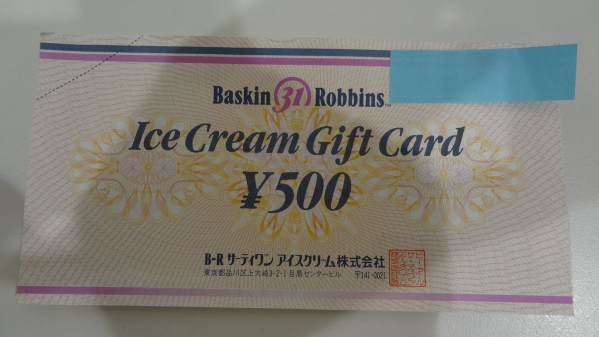 Baskin 31 Robbins™
Ice Cream Gift Card
¥500
B-R サーティワン アイスクリーム株式会社
東京都品川区上大崎3-2-1目黒センタービル 〒141-0021